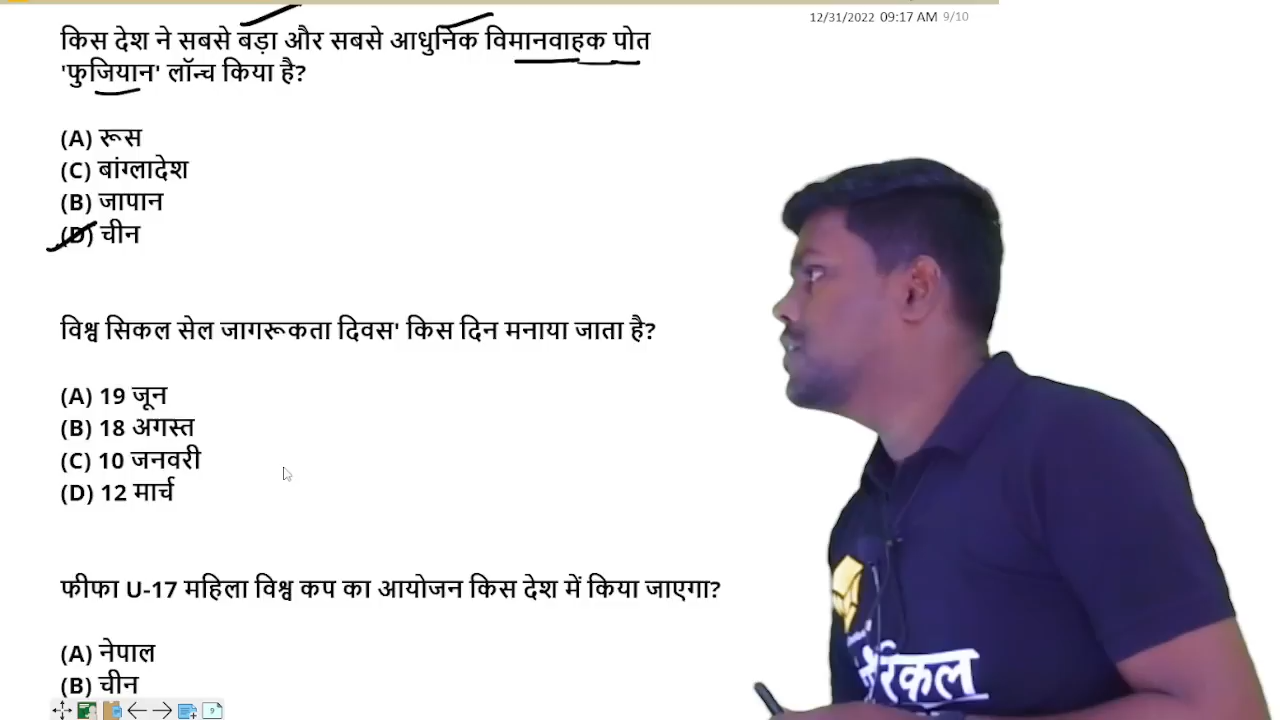 12/31/2022 09:17 AM 9/10
किस देश ने सबसे बड़ा और सबसे आधुनिक विमानवाहक पोत
'फुजियान' लॉन्च किया है?
(A) रूस
(C) बांग्लादेश
(B) जापान
(D) चीन
विश्व सिकल सेल जागरूकता दिवस' किस दिन मनाया जाता है?
(A) 19 जून
(B) 18 अगस्त
(C) 10 जनवरी
(D) 12 मार्च
फीफा U-17 महिला विश्व कप का आयोजन किस देश में किया जाएगा?
(A) नेपाल
(B) चीन